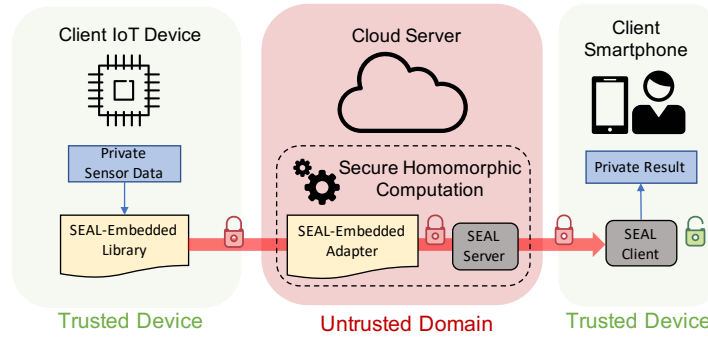 Client IoT Device
Private
Sensor Data
SEAL-Embedded
Library
Trusted Device
Cloud Server
Secure Homomorphic
Computation
SEAL-Embedded
Adapter
SEAL
Server
Untrusted Domain
Client
Smartphone
Private Result
SEAL
Client
Trusted Device